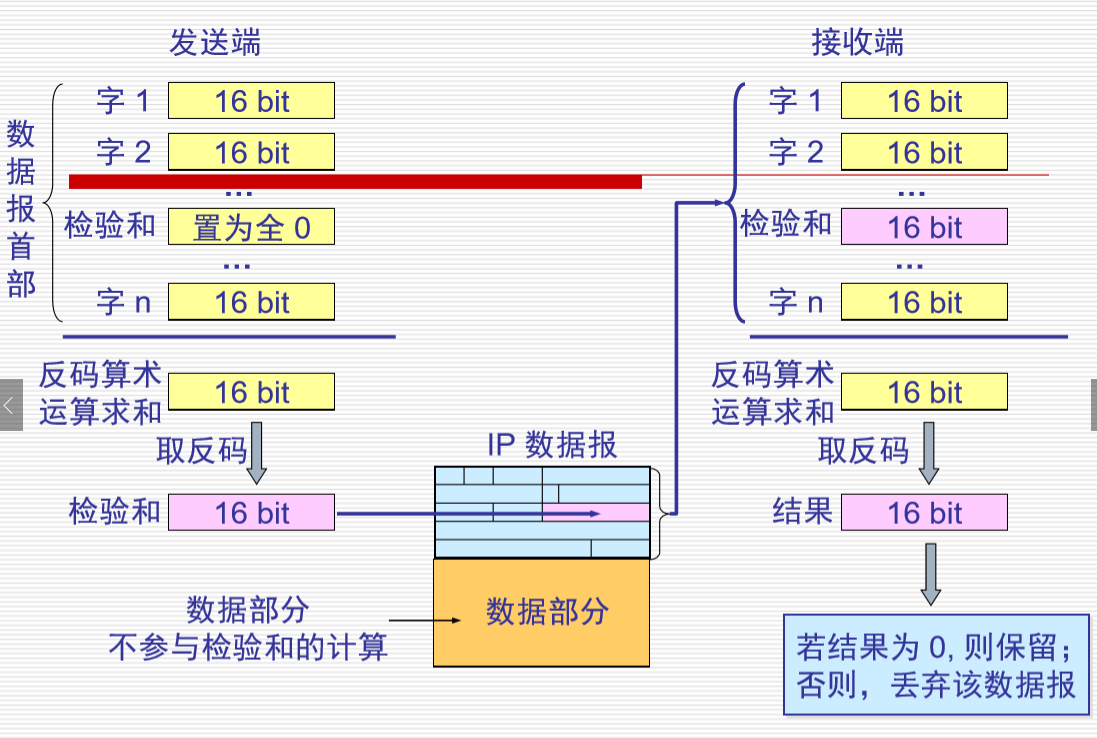 发送端
数据报首部
字 1
16 bit
字 2
16 bit
...
检验和
置为全 0
...
字 n
16 bit
反码算术
运算求和
16 bit
取反码
检验和
16 bit
数据部分
不参与检验和的计算
IP 数据报
数据部分
接收端
字 1
16 bit
字 2
16 bit
...
检验和
16 bit
...
字 n
16 bit
反码算术
运算求和
16 bit
取反码
结果
16 bit
若结果为 0, 则保留;
否则，丢弃该数据报